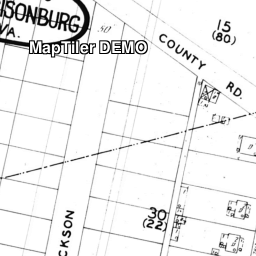 ISONBURG
VA.
50'
MapTiler DEMO
15
(80)
COUNTY RD.
30
(22)
CKSON